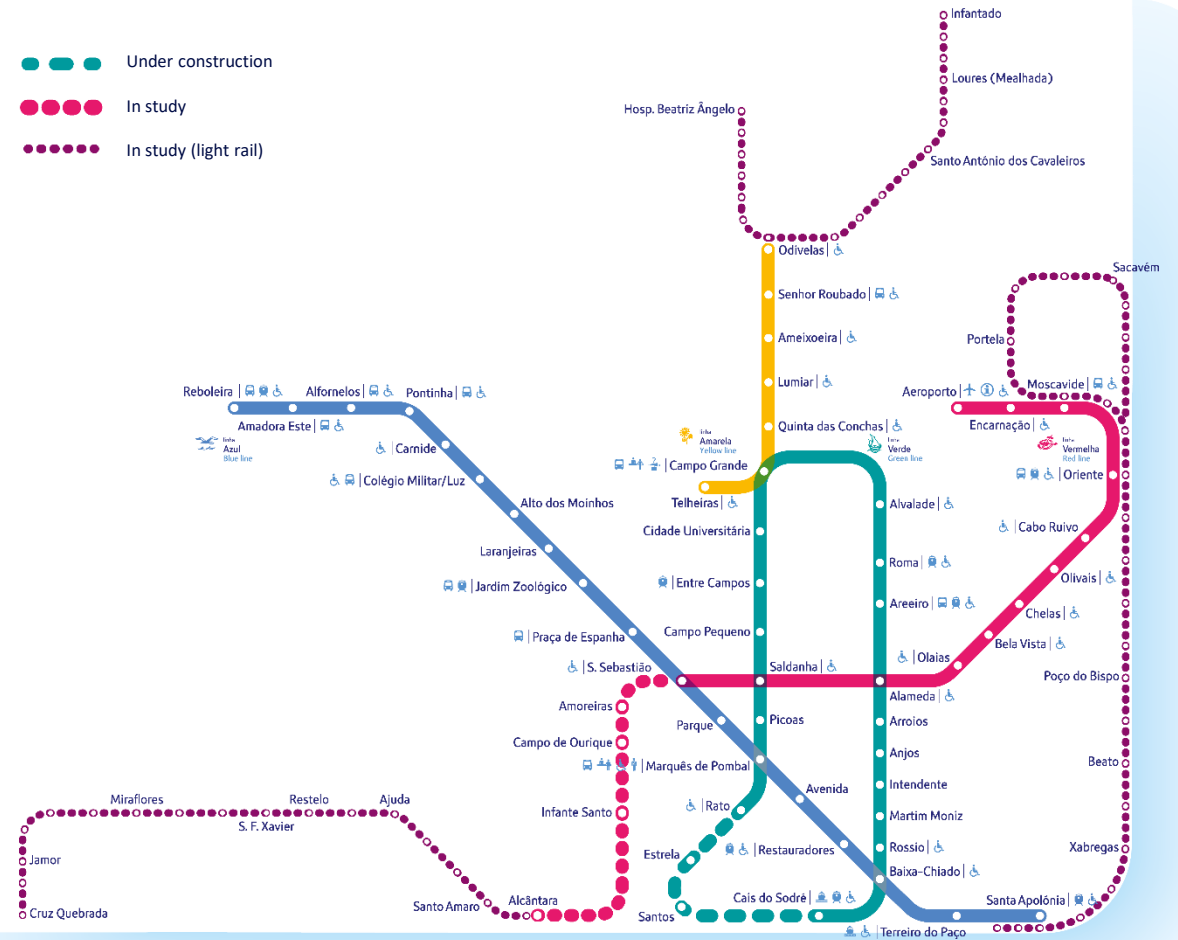 Infantado
Under construction
Loures (Mealhada)
In study
Hosp. Beatriz Ângelo
In study (light rail)
Santo António dos Cavaleiros
Odivelas
Sacavém
Senhor Roubado
Ameixoeira
Portela
Lumiar
Reboleira
Alfornelos
Pontinha
Aeroporto
Moscavide
Amadora Este
Quinta das Conchas
Encarnação
linha
Azul
Blue line
Carnide
linha
Amarela
Yellow line
linha
Verde
Green line
linha
Vermelha
Red line
Campo Grande
Oriente
Colégio Militar/Luz
Telheiras
Alto dos Moinhos
Alvalade
Cidade Universitária
Cabo Ruivo
Laranjeiras
Roma
Jardim Zoológico
Entre Campos
Olivais
Areeiro
Chelas
Praça de Espanha
Campo Pequeno
Bela Vista
S. Sebastião
Saldanha
Olaias
Poço do Bispo
Alameda
Amoreiras
Parque
Picoas
Arroios
Campo de Ourique
Anjos
Marquês de Pombal
Beato
Avenida
Intendente
Miraflores
Restelo
Ajuda
Rato
Infante Santo
Martim Moniz
S. F. Xavier
Estrela
Restauradores
Rossio
Xabregas
Jamor
Baixa-Chiado
Alcântara
Cais do Sodré
Santa Apolónia
Santo Amaro
Cruz Quebrada
Santos
Terreiro do Paço